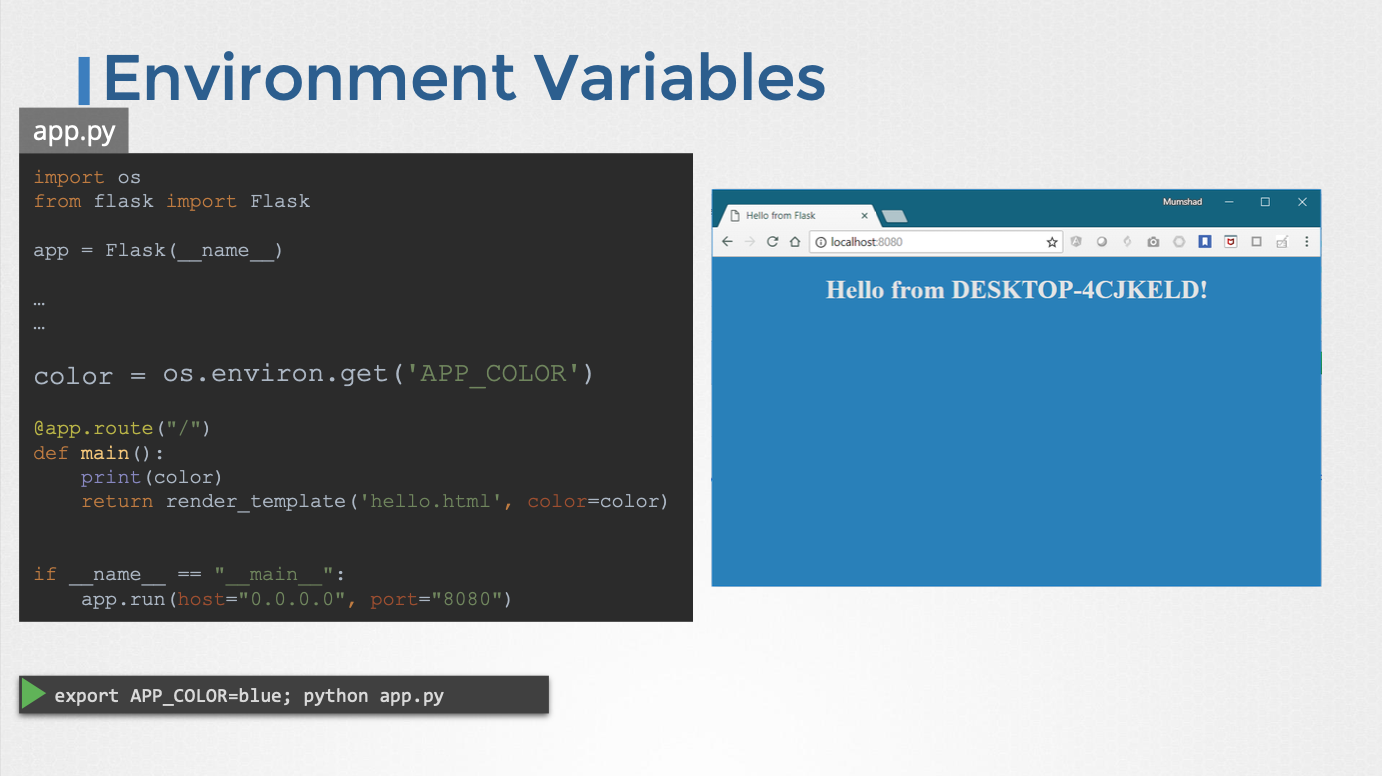 Environment Variables
app.py
import os
from flask import Flask
app = Flask(__name__)
…
…
color = os.environ.get('APP_COLOR')
@app.route("/")
def main():
    print(color)
    return render_template('hello.html', color=color)
if __name__ == "__main__":
    app.run(host="0.0.0.0", port="8080")
export APP_COLOR=blue; python app.py
Mumshad
Hello from Flask
localhost:8080
Hello from DESKTOP-4CJKELD!